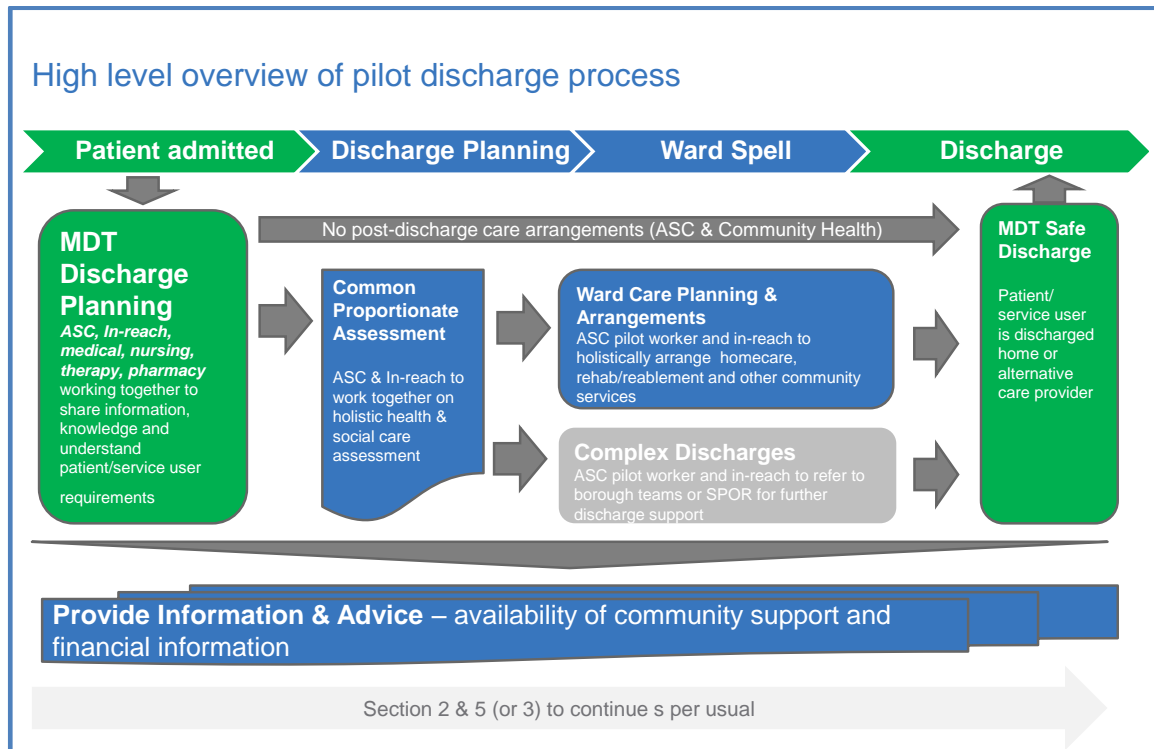 High level overview of pilot discharge process
Patient admitted
Discharge Planning
Ward Spell
Discharge
No post-discharge care arrangements (ASC & Community Health)
MDT
Discharge
Planning
ASC, In-reach,
medical, nursing,
therapy, pharmacy
working together to
share information,
knowledge and
understand
patient/service user
requirements
Common
Proportionate
Assessment
ASC & In-reach to
work together on
holistic health &
social care
assessment
Ward Care Planning &
Arrangements
ASC pilot worker and in-reach to
holistically arrange homecare,
rehab/reablement and other community
services
Complex Discharges
ASC pilot worker and in-reach to refer to
borough teams or SPOR for further
discharge support
MDT Safe
Discharge
Patient/
service user
is discharged
home or
alternative
care provider
Provide Information & Advice – availability of community support and
financial information
Section 2 & 5 (or 3) to continue s per usual